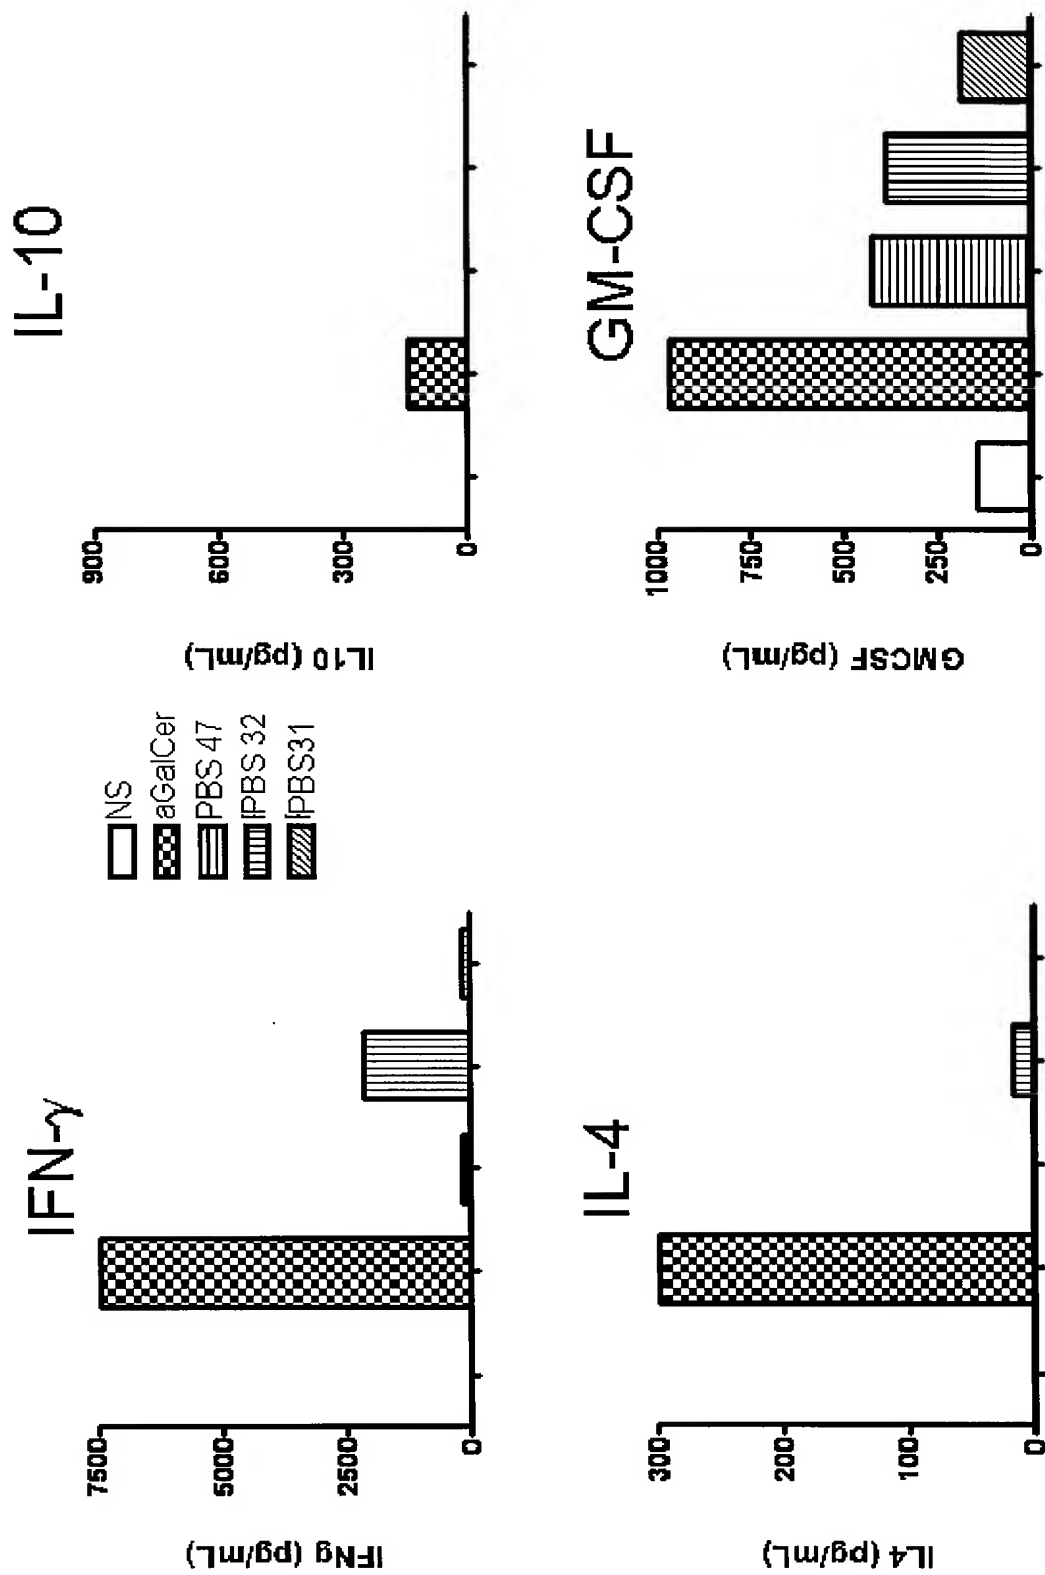 IFN-γ
IFNg (pg/mL)
7500
5000
2500
0
NS
aGalCer
PBS 47
PBS 32
PBS31
IL-10
IL10 (pg/mL)
900
600
300
0
IL-4
IL4 (pg/mL)
300
200
100
0
GM-CSF
GMCSF (pg/mL)
1000
750
500
250
0